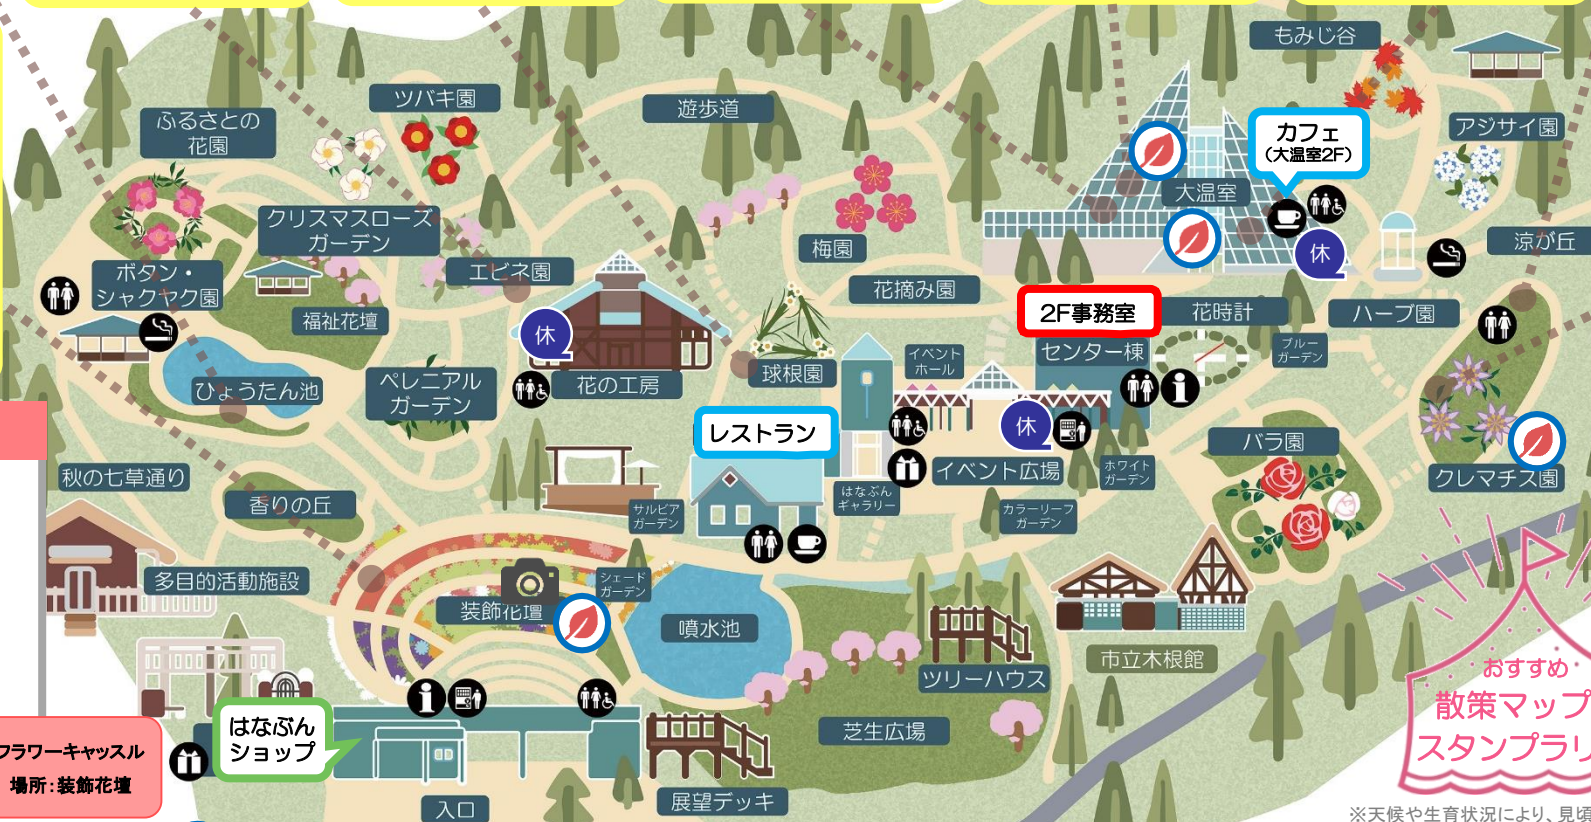 もみじ谷
ツバキ園
遊歩道
ふるさとの
花園
カフェ
（大温室2F）
アジサイ園
大温室
クリスマスローズ
ガーデン
梅園
涼が丘
ボタン・
シャクヤク園
エビネ園
花摘み園
休
福祉花壇
2F事務室
花時計
ハーブ園
休
センター棟
ブルー
ガーデン
イベント
ホール
球根園
ひょうたん池
ペレニアル
ガーデン
花の工房
レストラン
休
バラ園
秋の七草通り
イベント広場
ホワイト
ガーデン
クレマチス園
香りの丘
はなぶん
ギャラリー
サルビア
ガーデン
カラーリーフ
ガーデン
多目的活動施設
シェード
ガーデン
装飾花壇
噴水池
市立木根館
ツリーハウス
おすすめ
散策マップ
スタンプラリ
はなぶん
ショップ
芝生広場
フラワーキャッスル
場所：装飾花壇
展望デッキ
入口
※天候や生育状況により、見頃